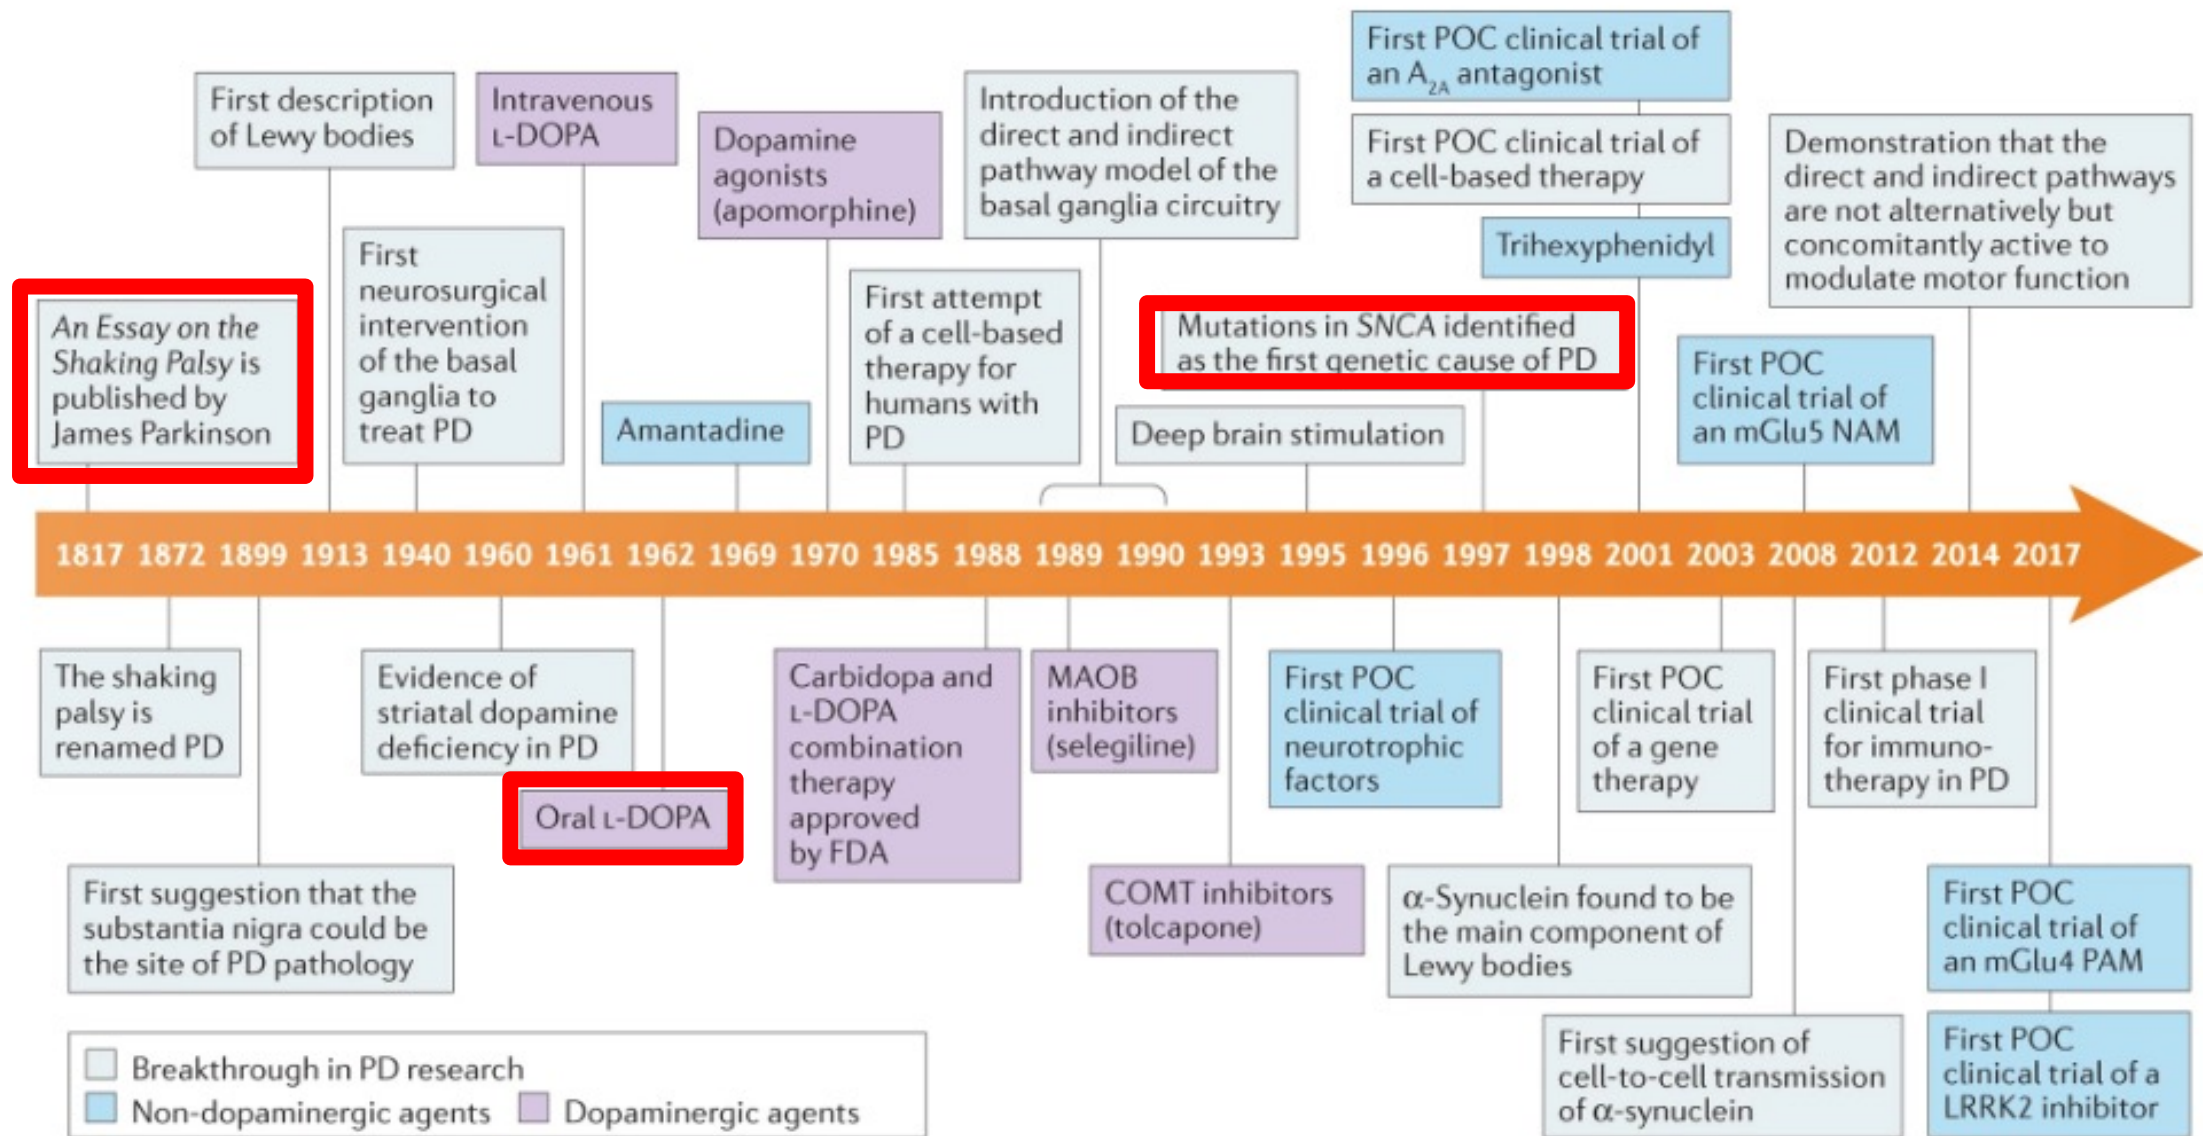 First description
of Lewy bodies
Intravenous
L-DOPA
Dopamine
agonists
(apomorphine)
Introduction of the
direct and indirect
pathway model of the
basal ganglia circuitry
First POC clinical trial of
an A2A antagonist
First POC clinical trial of
a cell-based therapy
Trihexyphenidyl
Demonstration that the
direct and indirect pathways
are not alternatively but
concomitantly active to
modulate motor function
An Essay on the
Shaking Palsy is
published by
James Parkinson
First
neurosurgical
intervention
of the basal
ganglia to
treat PD
Amantadine
First attempt
of a cell-based
therapy for
humans with
PD
Mutations in SNCA identified
as the first genetic cause of PD
Deep brain stimulation
First POC
clinical trial of
an mGlu5 NAM
1817 1872 1899 1913 1940 1960 1961 1962 1969 1970 1985 1988 1989 1990 1993 1995 1996 1997 1998 2001 2003 2008 2012 2014 2017
The shaking
palsy is
renamed PD
Evidence of
striatal dopamine
deficiency in PD
Oral L-DOPA
Carbidopa and
L-DOPA
combination
therapy
approved
by FDA
MAOB
inhibitors
(selegiline)
First POC
clinical trial of
neurotrophic
factors
First POC
clinical trial
of a gene
therapy
First phase I
clinical trial
for immuno-
therapy in PD
First suggestion that the
substantia nigra could be
the site of PD pathology
COMT inhibitors
(tolcapone)
α-Synuclein found to be
the main component of
Lewy bodies
First POC
clinical trial of
an mGlu4 PAM
First suggestion of
cell-to-cell transmission
of α-synuclein
First POC
clinical trial of a
LRRK2 inhibitor
Breakthrough in PD research
Non-dopaminergic agents
Dopaminergic agents